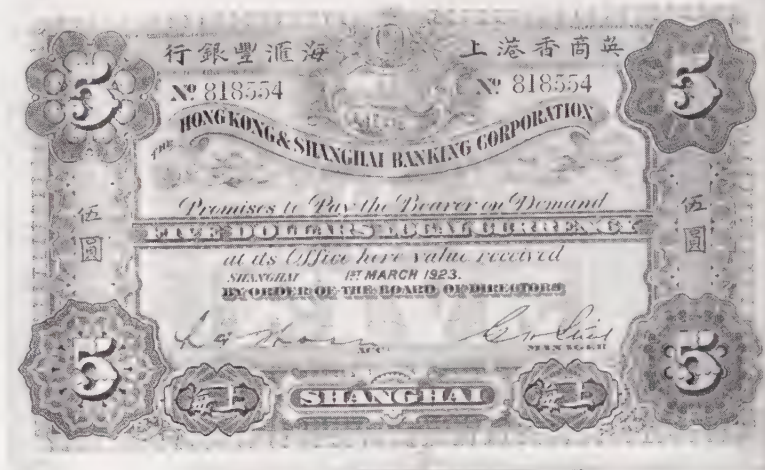 行銀豐滙海 上港香商英
5 5
Nº 818554 Nº 818554
THE HONGKONG & SHANGHAI BANKING CORPORATION
Promises to Pay the Bearer on Demand
伍圓 伍圓
FIVE DOLLARS LOCAL CURRENCY
at its Office here value received
SHANGHAI 1ST MARCH 1923.
BY ORDER OF THE BOARD OF DIRECTORS
ACCT. MANAGER
5 5
海 上 SHANGHAI 海 上